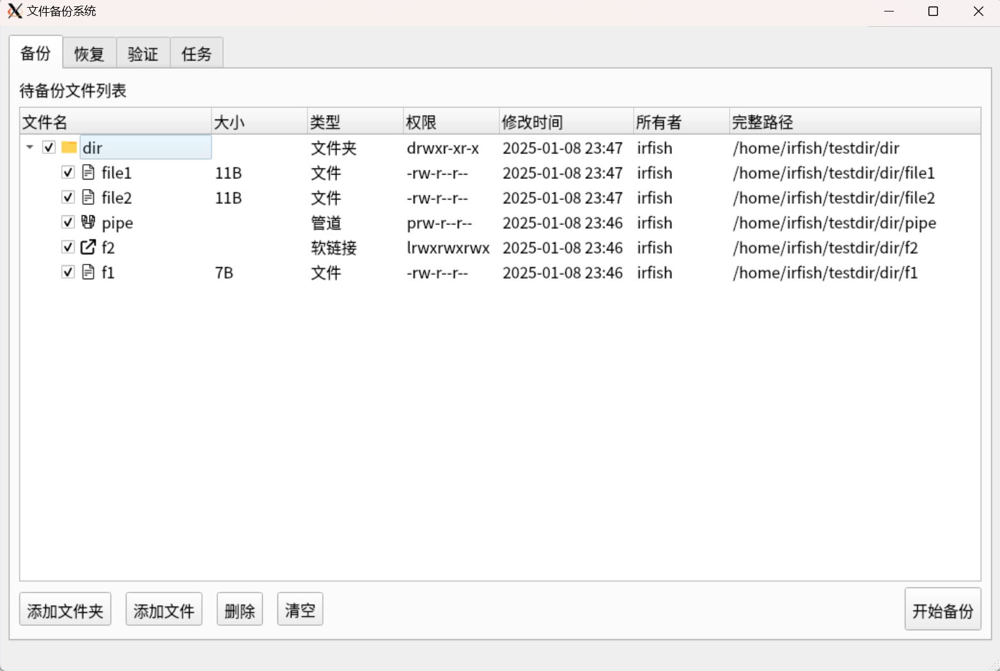 文件备份系统
备份 恢复 验证 任务
待备份文件列表
文件名 大小 类型 权限 修改时间 所有者 完整路径
dir 文件夹 drwxr-xr-x 2025-01-08 23:47 irfish /home/irfish/testdir/dir
file1 11B 文件 -rw-r--r-- 2025-01-08 23:47 irfish /home/irfish/testdir/dir/file1
file2 11B 文件 -rw-r--r-- 2025-01-08 23:47 irfish /home/irfish/testdir/dir/file2
pipe 管道 prw-r--r-- 2025-01-08 23:46 irfish /home/irfish/testdir/dir/pipe
f2 软链接 lrwxrwxrwx 2025-01-08 23:46 irfish /home/irfish/testdir/dir/f2
f1 7B 文件 -rw-r--r-- 2025-01-08 23:46 irfish /home/irfish/testdir/dir/f1
添加文件夹 添加文件 删除 清空 开始备份